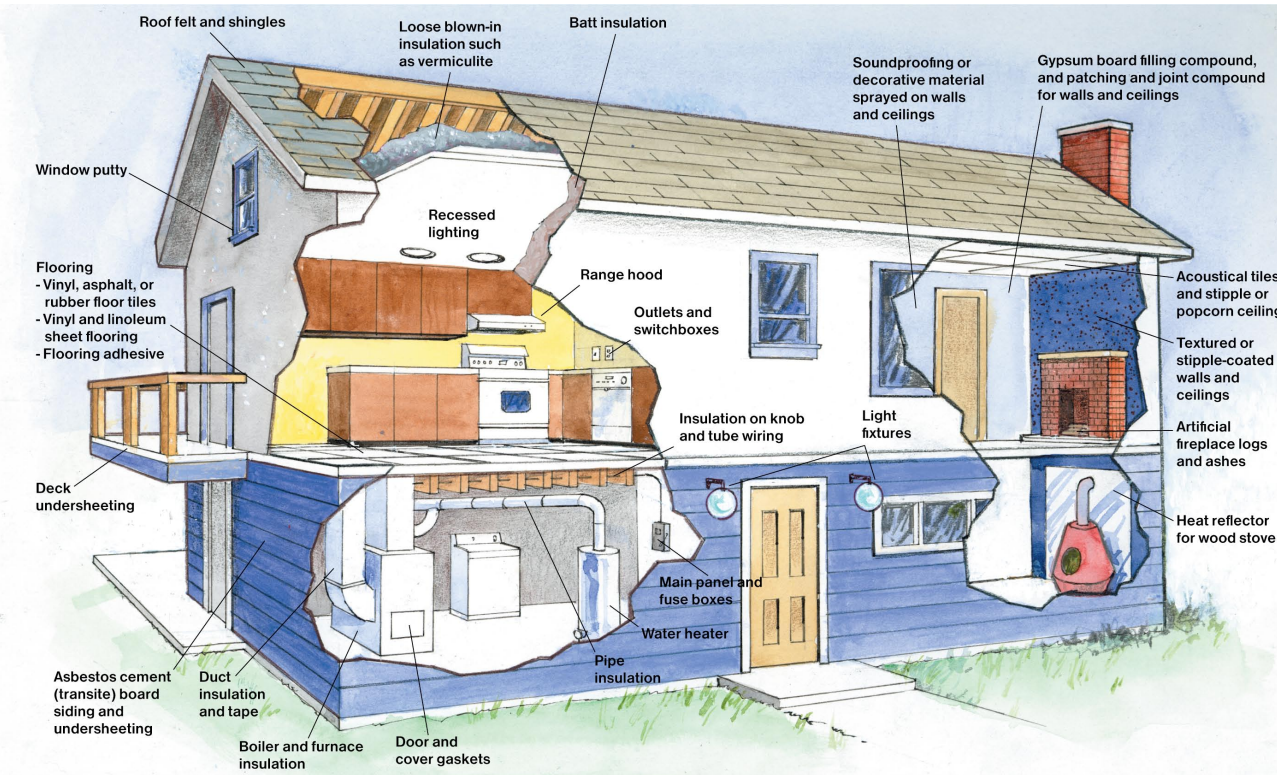 Roof felt and shingles
Loose blown-in
insulation such
as vermiculite
Batt insulation
Soundproofing or
decorative material
sprayed on walls
and ceilings
Gypsum board filling compound,
and patching and joint compound
for walls and ceilings
Window putty
Recessed
lighting
Flooring
- Vinyl, asphalt, or
rubber floor tiles
- Vinyl and linoleum
sheet flooring
- Flooring adhesive
Range hood
Outlets and
switchboxes
Acoustical tiles
and stipple or
popcorn ceiling
Textured or
stipple-coated
walls and
ceilings
Insulation on knob
and tube wiring
Light
fixtures
Artificial
fireplace logs
and ashes
Deck
undersheeting
Heat reflector
for wood stove
Main panel and
fuse boxes
Water heater
Pipe
insulation
Asbestos cement
(transite) board
siding and
undersheeting
Duct
insulation
and tape
Boiler and furnace
insulation
Door and
cover gaskets